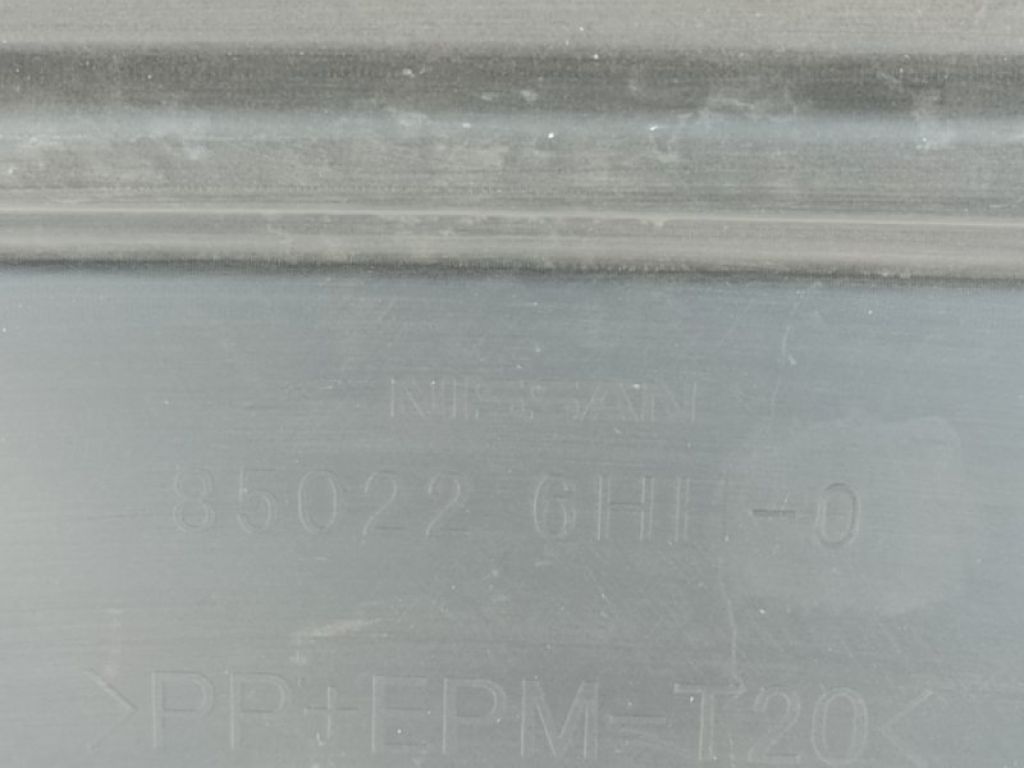 NISSAN
85022 6HH -0
>PP+EPM-T20<